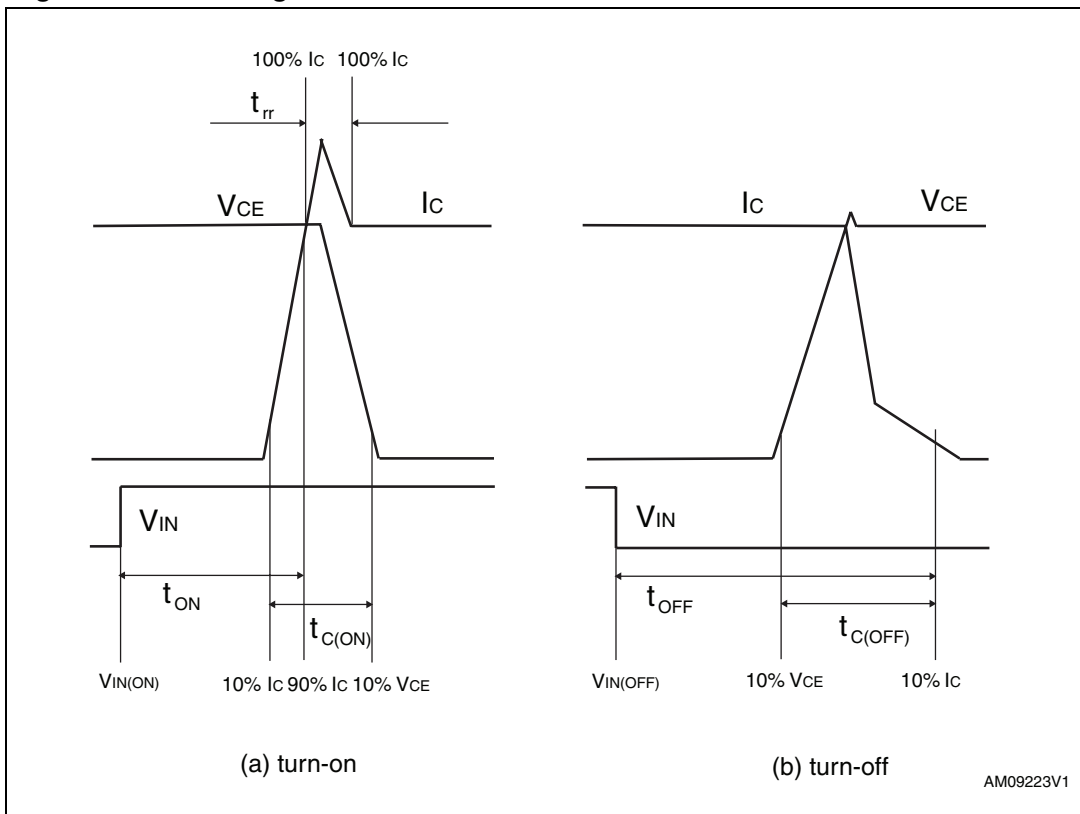 100% Ic 100% Ic
trr
VCE Ic
VIN
tON
tC(ON)
VIN(ON) 10% Ic 90% Ic 10% VCE
(a) turn-on
Ic VCE
VIN
tOFF
tC(OFF)
VIN(OFF) 10% VCE 10% Ic
(b) turn-off
AM09223V1